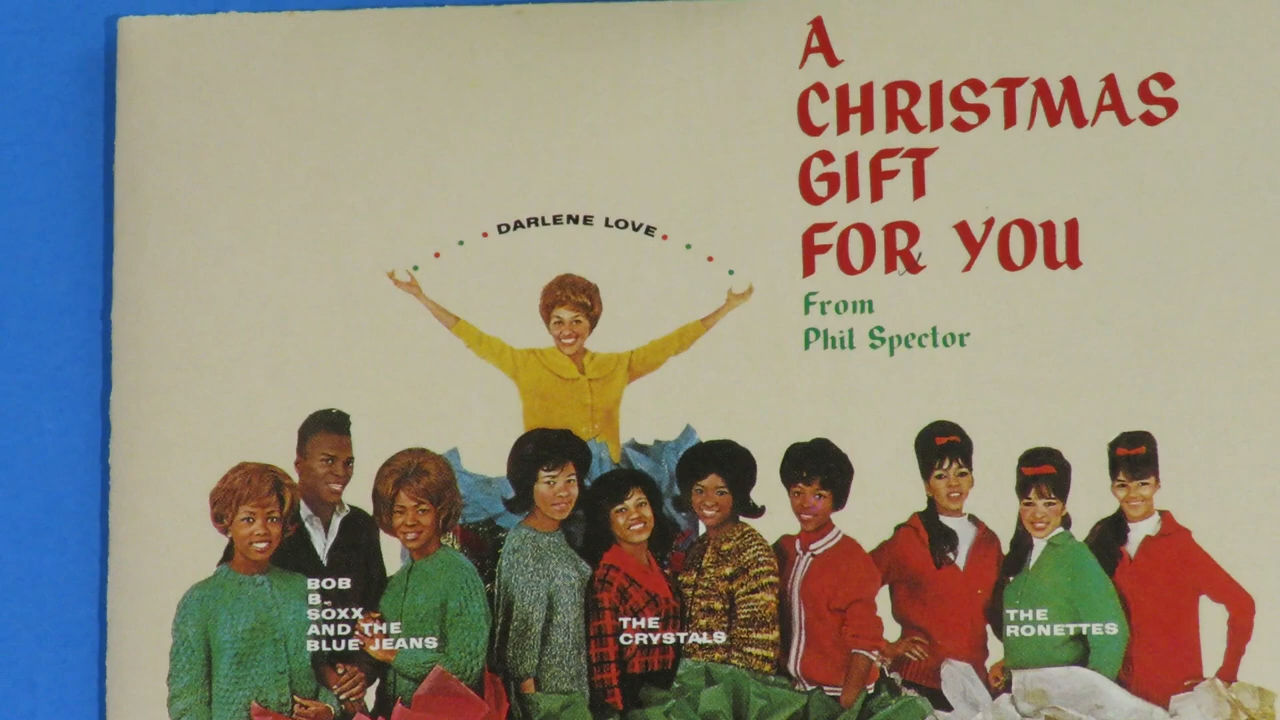 A
CHRISTMAS
GIFT
FOR YOU
From
Phil Spector
DARLENE LOVE
BOB
B.
SOXX
AND THE
BLUE JEANS
THE
CRYSTALS
THE
RONETTES